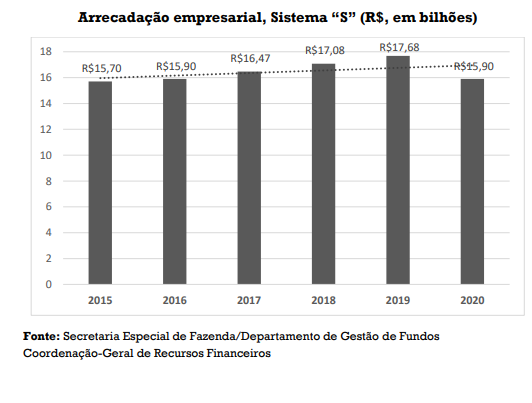 Arrecadação empresarial, Sistema “S” (R$, em bilhões)
18
16
14
12
10
8
6
4
2
0
R$15,70
R$15,90
R$16,47
R$17,08
R$17,68
R$15,90
2015 2016 2017 2018 2019 2020
Fonte: Secretaria Especial de Fazenda/Departamento de Gestão de Fundos
Coordenação-Geral de Recursos Financeiros